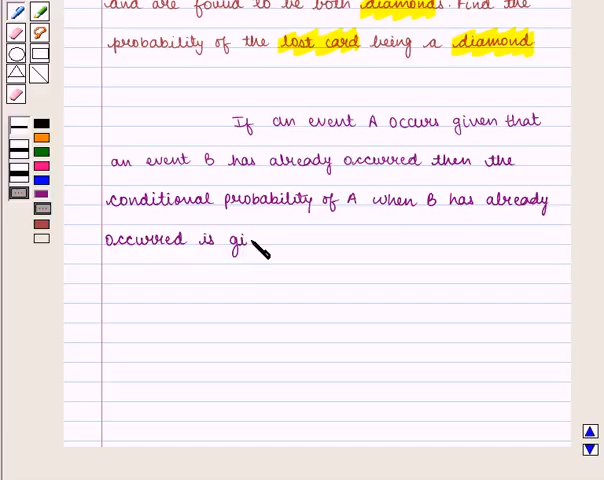 and are found to be both diamonds. Find the
probability of the lost card being a diamond
If an event A occurs given that
an event B has already occurred then the
conditional probability of A when B has already
occurred is gi